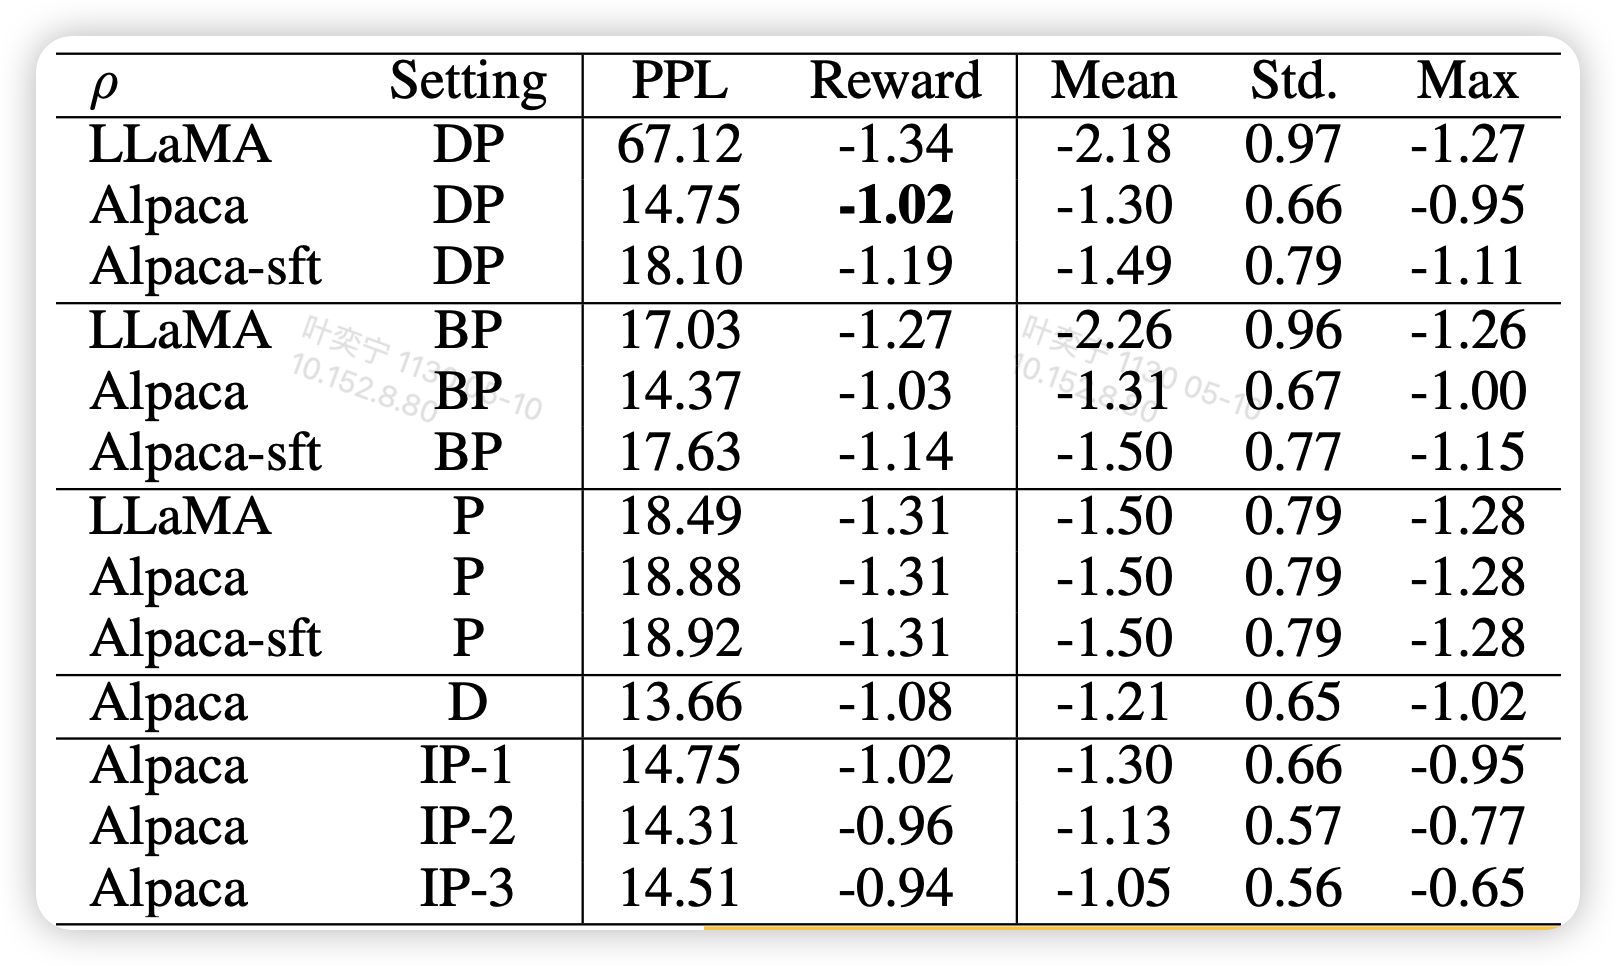 ρ Setting PPL Reward Mean Std. Max
LLaMA DP 67.12 -1.34 -2.18 0.97 -1.27
Alpaca DP 14.75 -1.02 -1.30 0.66 -0.95
Alpaca-sft DP 18.10 -1.19 -1.49 0.79 -1.11
LLaMA BP 17.03 -1.27 -2.26 0.96 -1.26
Alpaca BP 14.37 -1.03 -1.31 0.67 -1.00
Alpaca-sft BP 17.63 -1.14 -1.50 0.77 -1.15
LLaMA P 18.49 -1.31 -1.50 0.79 -1.28
Alpaca P 18.88 -1.31 -1.50 0.79 -1.28
Alpaca-sft P 18.92 -1.31 -1.50 0.79 -1.28
Alpaca D 13.66 -1.08 -1.21 0.65 -1.02
Alpaca IP-1 14.75 -1.02 -1.30 0.66 -0.95
Alpaca IP-2 14.31 -0.96 -1.13 0.57 -0.77
Alpaca IP-3 14.51 -0.94 -1.05 0.56 -0.65
叶奕宁 1130 05-10
10.152.8.80
叶奕宁 1130 05-10
10.152.8.80